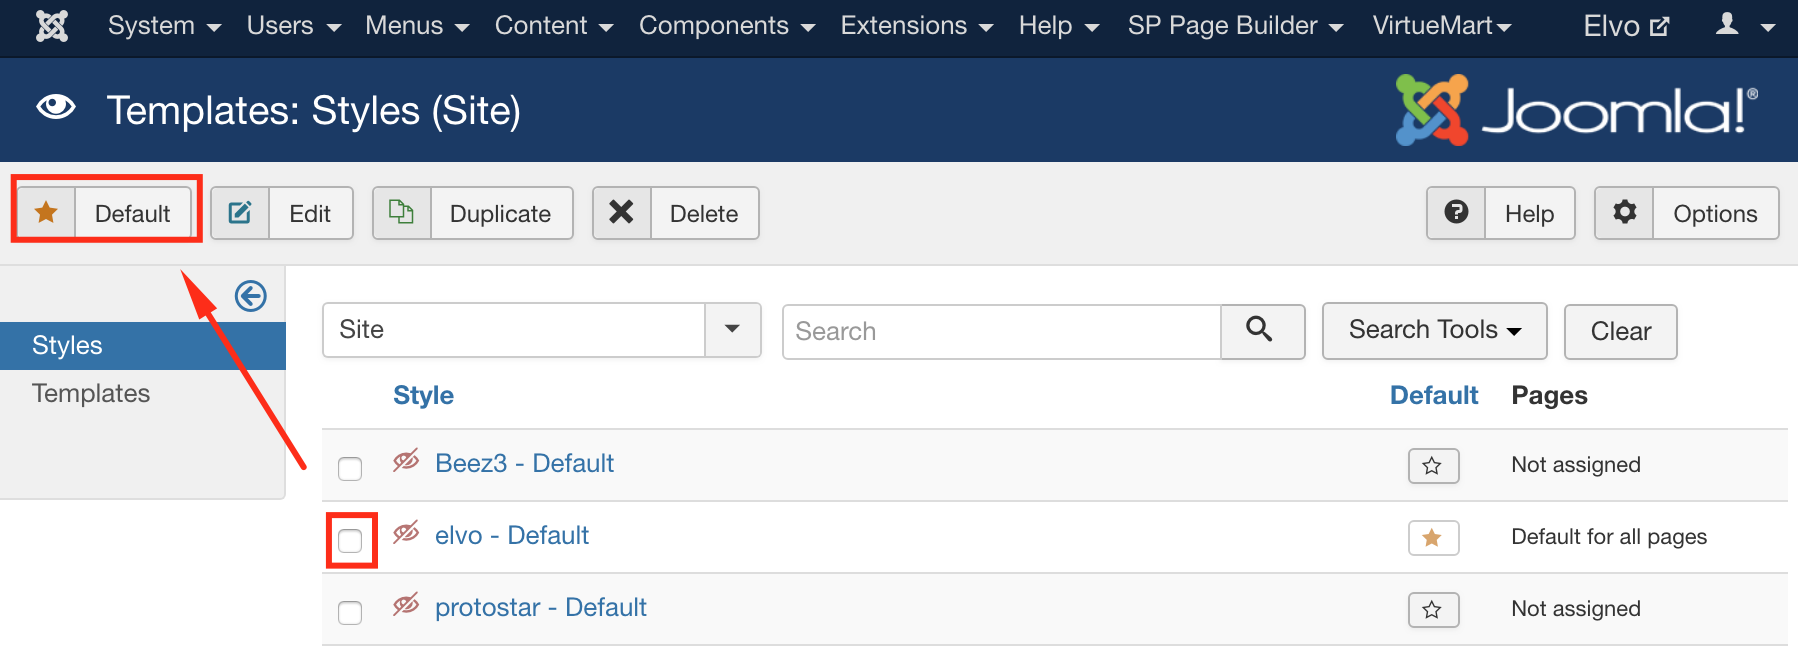 System Users Menus Content Components Extensions Help SP Page Builder VirtueMart Elvo
Templates: Styles (Site)
Joomla!®
Default Edit Duplicate Delete Help Options
Styles
Templates
Site Search Search Tools Clear
Style Default Pages
Beez3 - Default Not assigned
elvo - Default Default for all pages
protostar - Default Not assigned